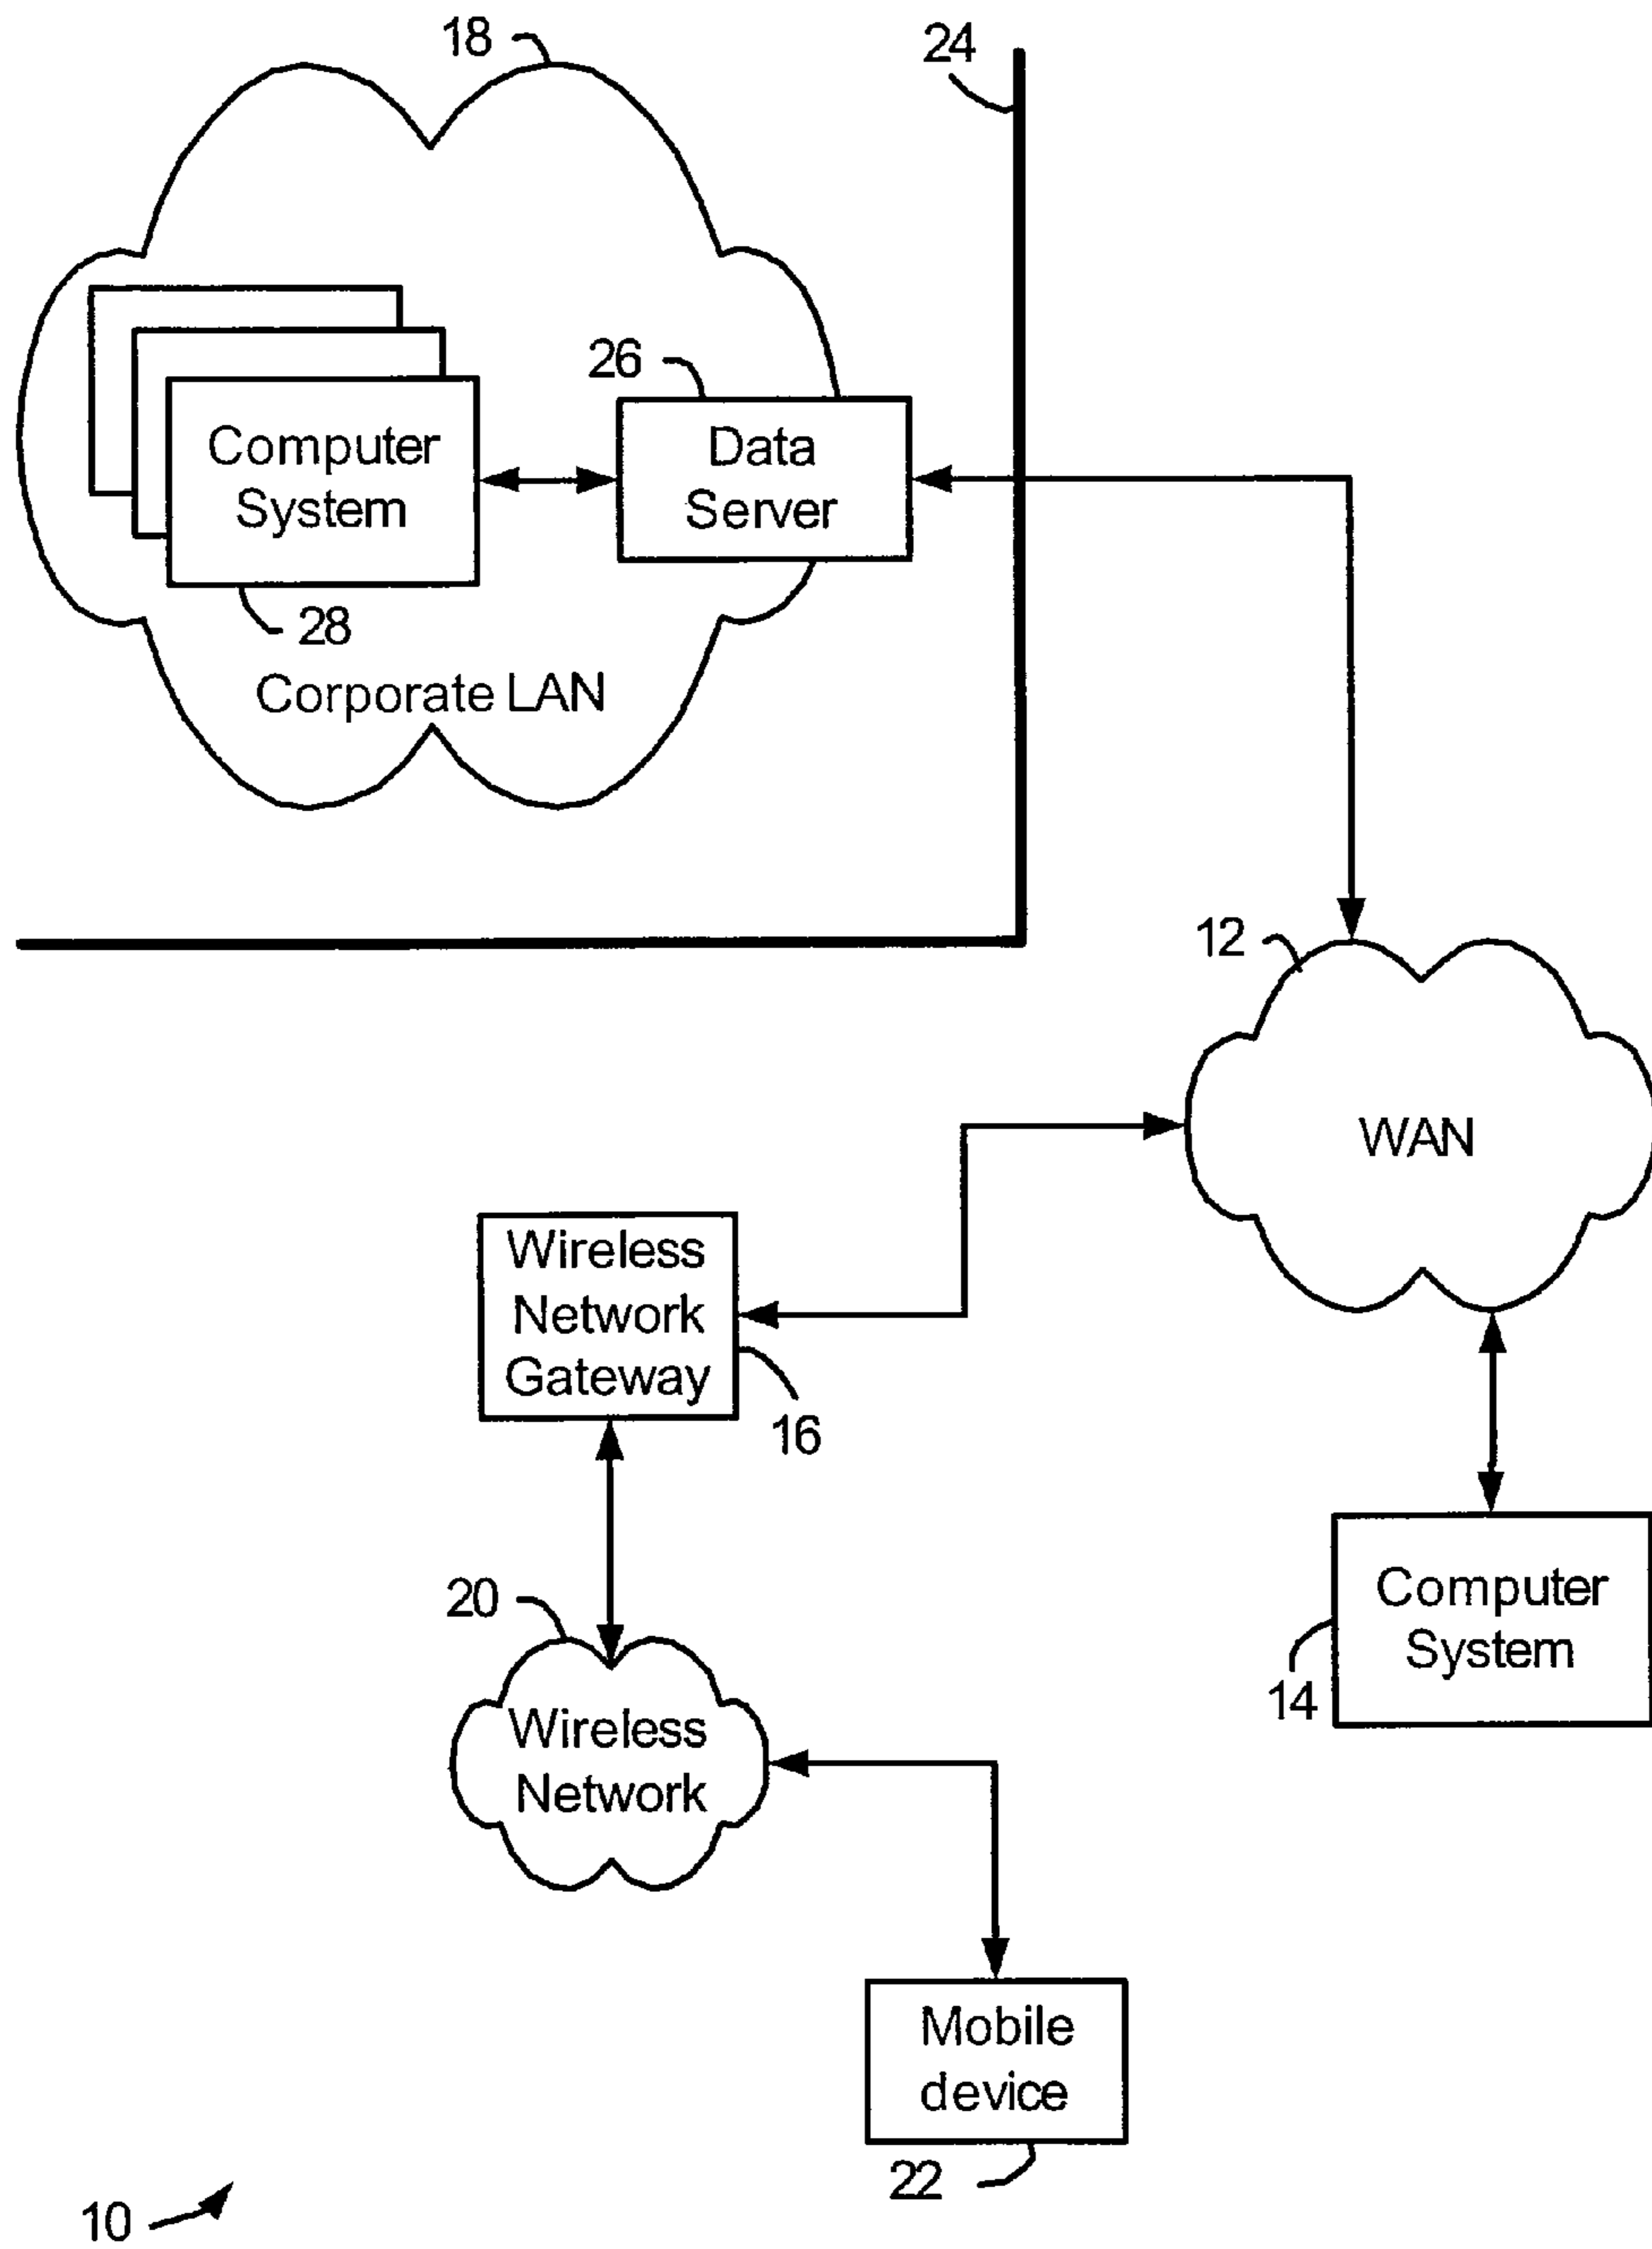 18
24
26
Computer
System
Data
Server
28
Corporate LAN
12
WAN
Wireless
Network
Gateway
16
20
Computer
System
14
Wireless
Network
Mobile
device
22
10